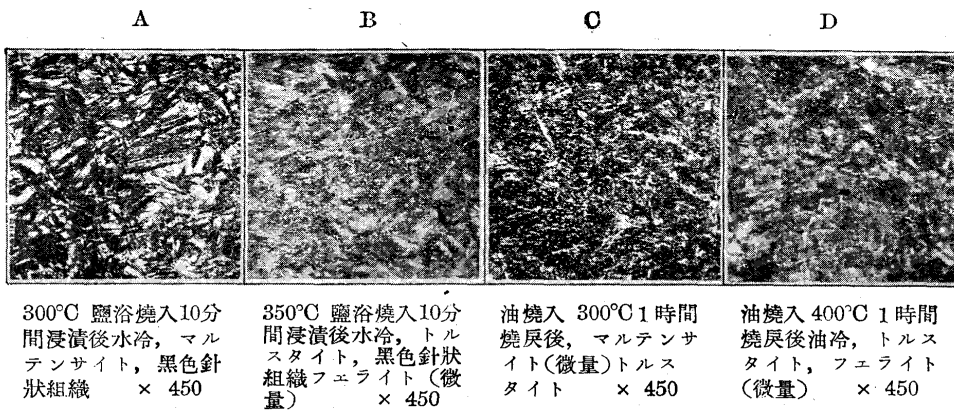 A
B
C
D
300°C 鹽浴燒入10分
間浸漬後水冷，マル
テンサイト，黑色針
狀組織 × 450
350°C 鹽浴燒入10分
間浸漬後水冷，トル
スタイト，黑色針狀
組織フェライト (微
量) × 450
油燒入 300°C 1時間
燒戾後，マルテンサ
イト(微量)トルス
タイト × 450
油燒入 400°C 1時間
燒戾後油冷，トルス
タイト，フェライト
(微量) × 450